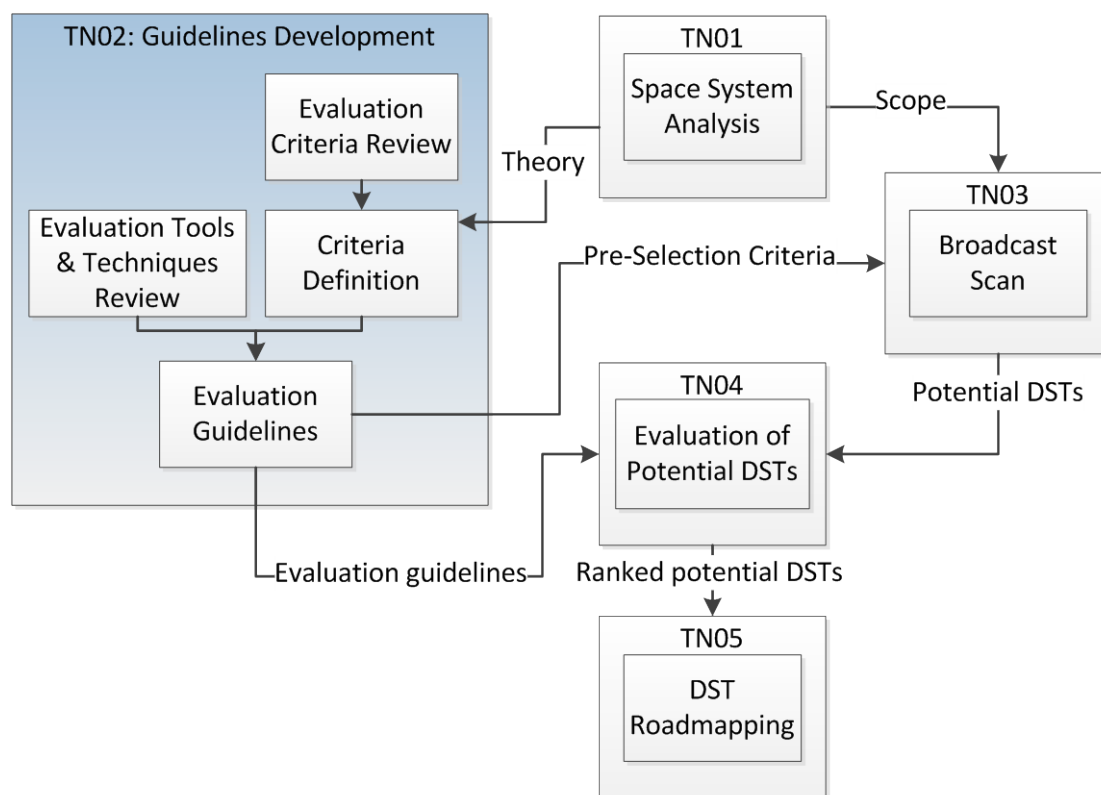 TN02: Guidelines Development
Evaluation
Criteria Review
Evaluation Tools
& Techniques
Review
Criteria
Definition
Evaluation
Guidelines
TN01
Space System
Analysis
Theory
Scope
TN03
Broadcast
Scan
Pre-Selection Criteria
Potential DSTs
TN04
Evaluation of
Potential DSTs
Evaluation guidelines
Ranked potential DSTs
TN05
DST
Roadmapping